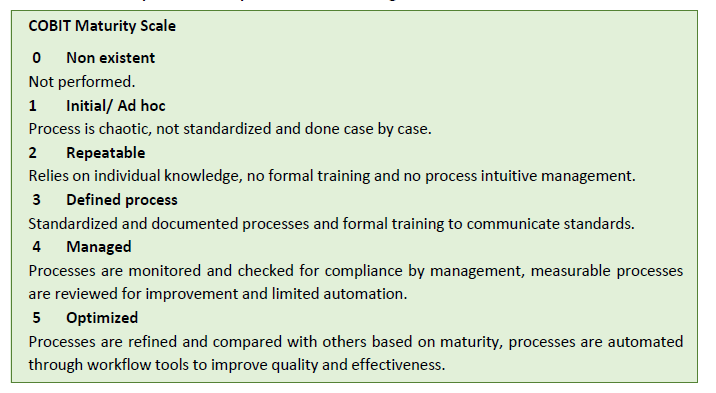 COBIT Maturity Scale
0 Non existent
Not performed.
1 Initial/ Ad hoc
Process is chaotic, not standardized and done case by case.
2 Repeatable
Relies on individual knowledge, no formal training and no process intuitive management.
3 Defined process
Standardized and documented processes and formal training to communicate standards.
4 Managed
Processes are monitored and checked for compliance by management, measurable processes
are reviewed for improvement and limited automation.
5 Optimized
Processes are refined and compared with others based on maturity, processes are automated
through workflow tools to improve quality and effectiveness.